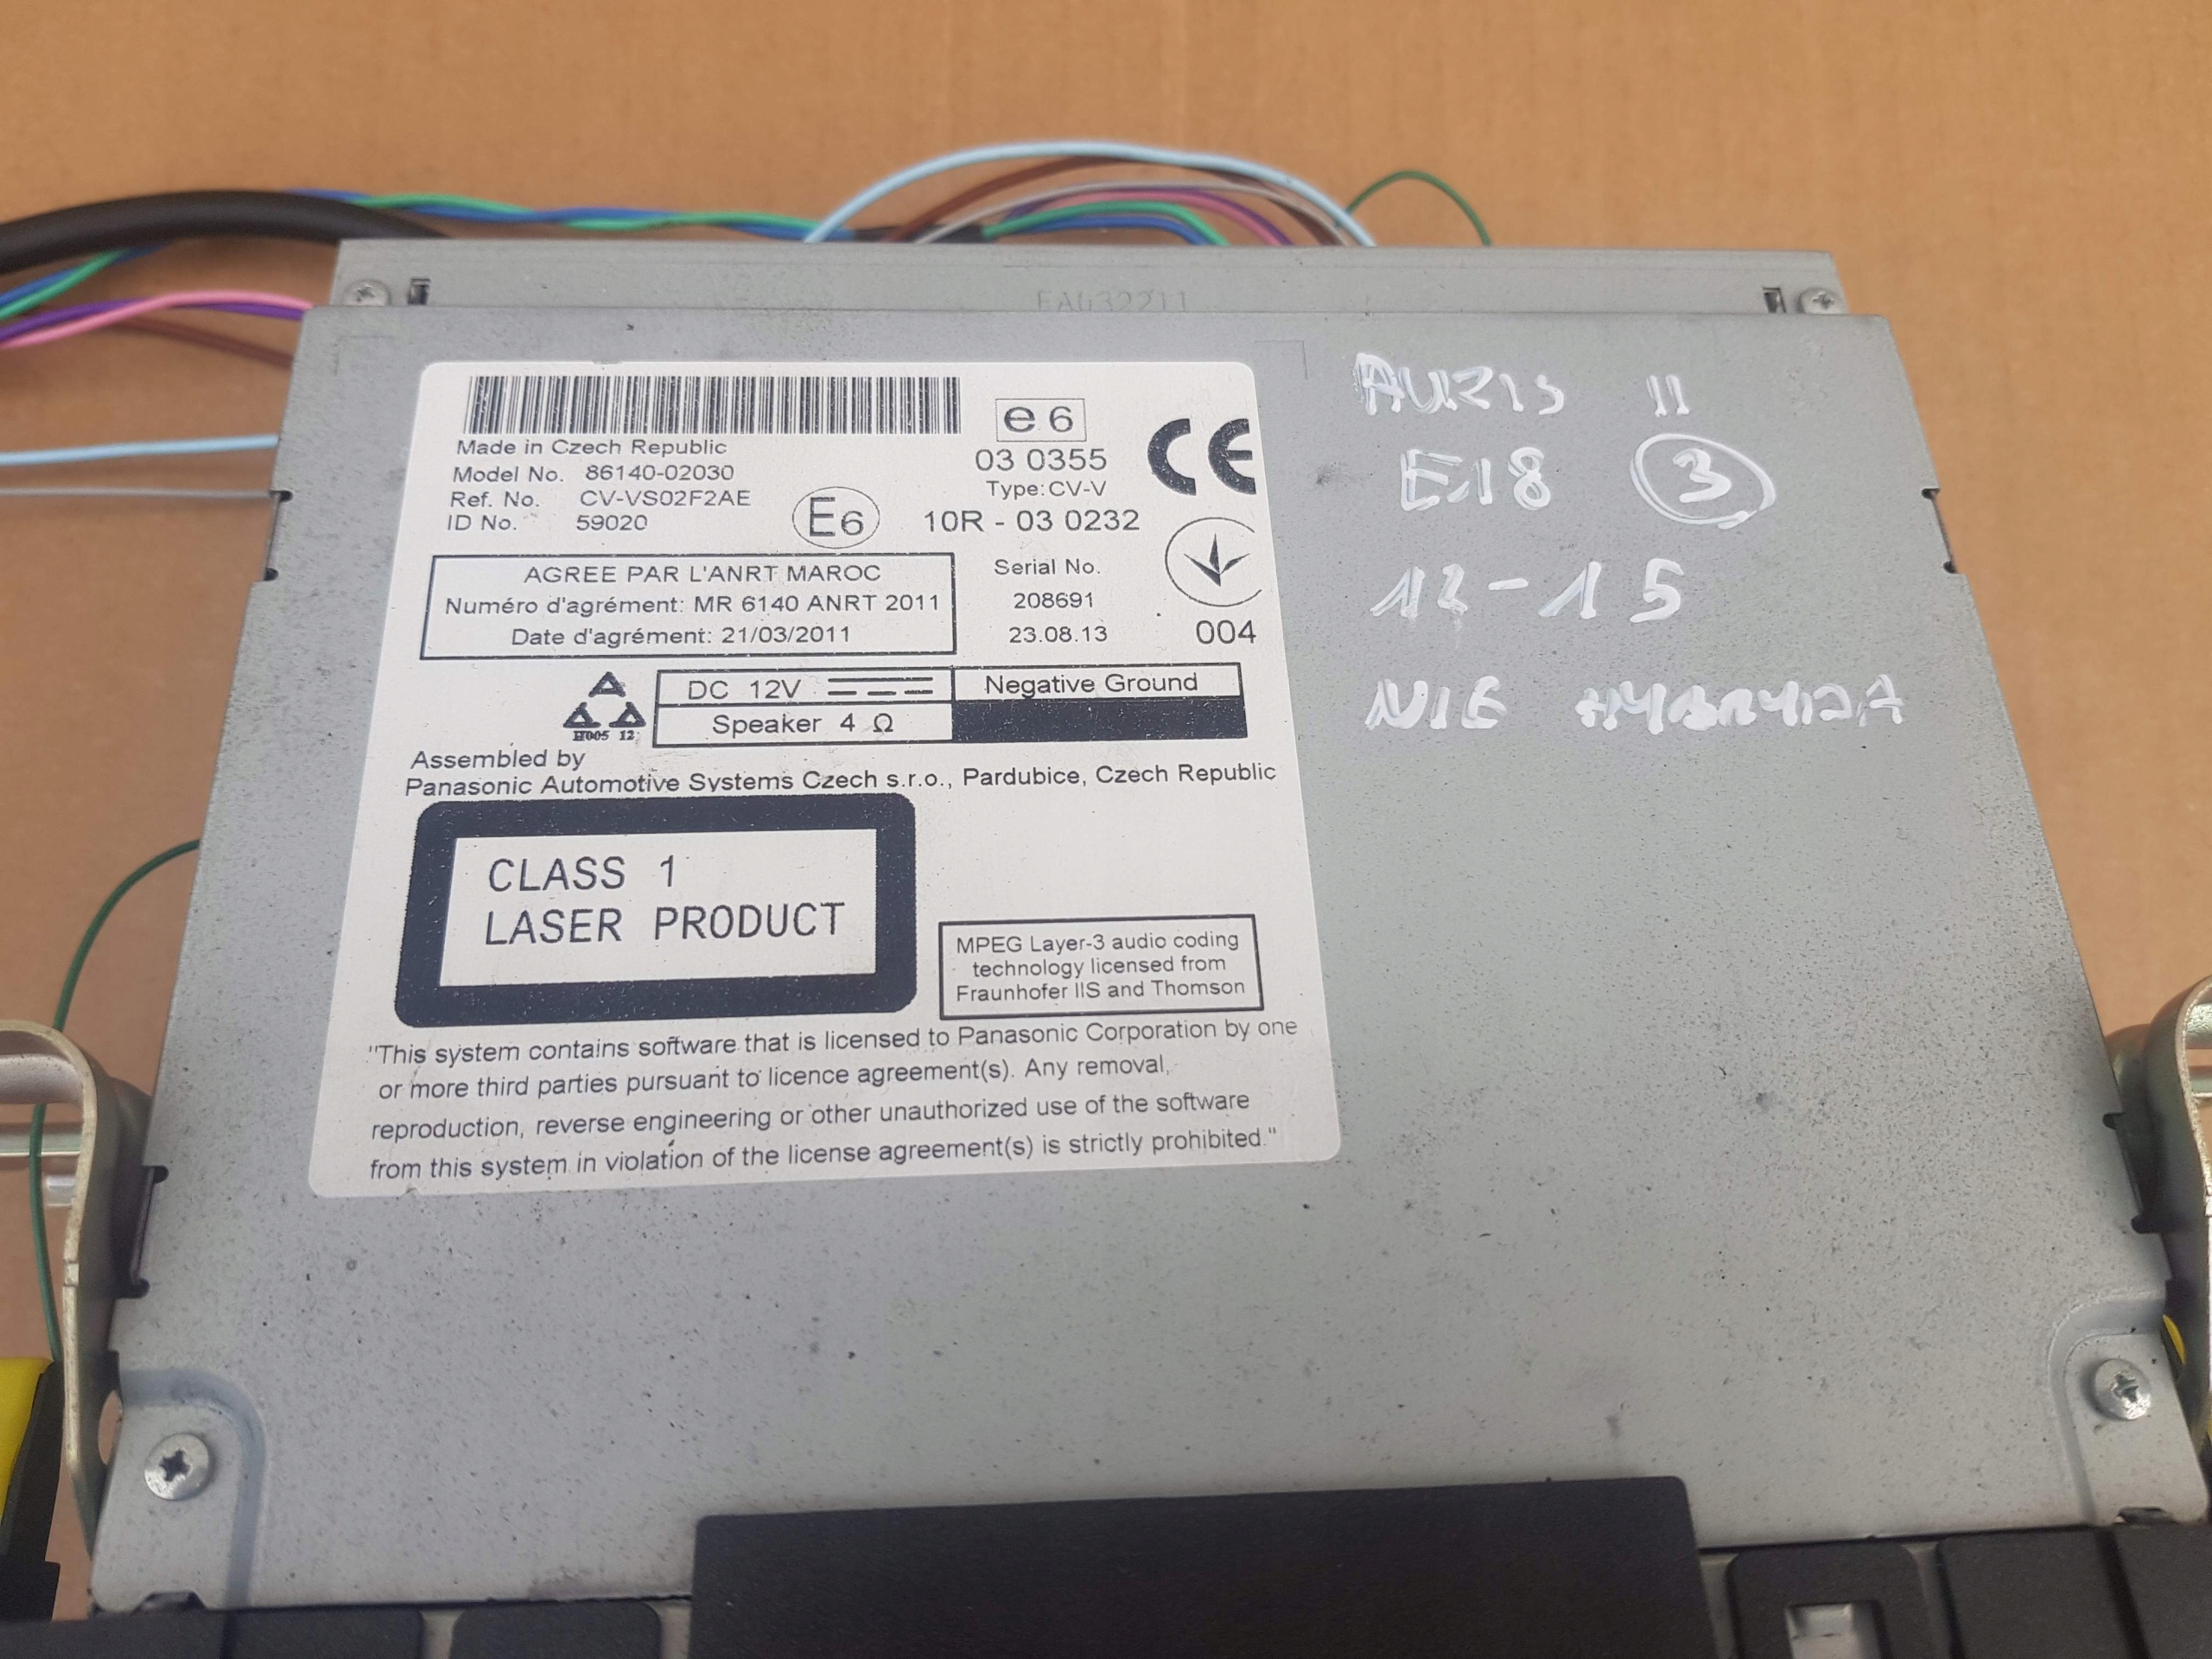 EA432211
Made in Czech Republic
Model No. 86140-02030
Ref. No. CV-VS02F2AE
ID No. 59020
E6
e6
03 0355
Type:CV-V
10R - 03 0232
CE
AGREE PAR L'ANRT MAROC
Numéro d'agrément: MR 6140 ANRT 2011
Date d'agrément: 21/03/2011
Serial No.
208691
23.08.13
004
H005 12
DC 12V
Negative Ground
Speaker 4 Ω
Assembled by
Panasonic Automotive Systems Czech s.r.o., Pardubice, Czech Republic
CLASS 1
LASER PRODUCT
MPEG Layer-3 audio coding
technology licensed from
Fraunhofer IIS and Thomson
"This system contains software that is licensed to Panasonic Corporation by one
or more third parties pursuant to licence agreement(s). Any removal,
reproduction, reverse engineering or other unauthorized use of the software
from this system in violation of the license agreement(s) is strictly prohibited."
AURIS II
E18 3
12-15
NIE HYBRYDA